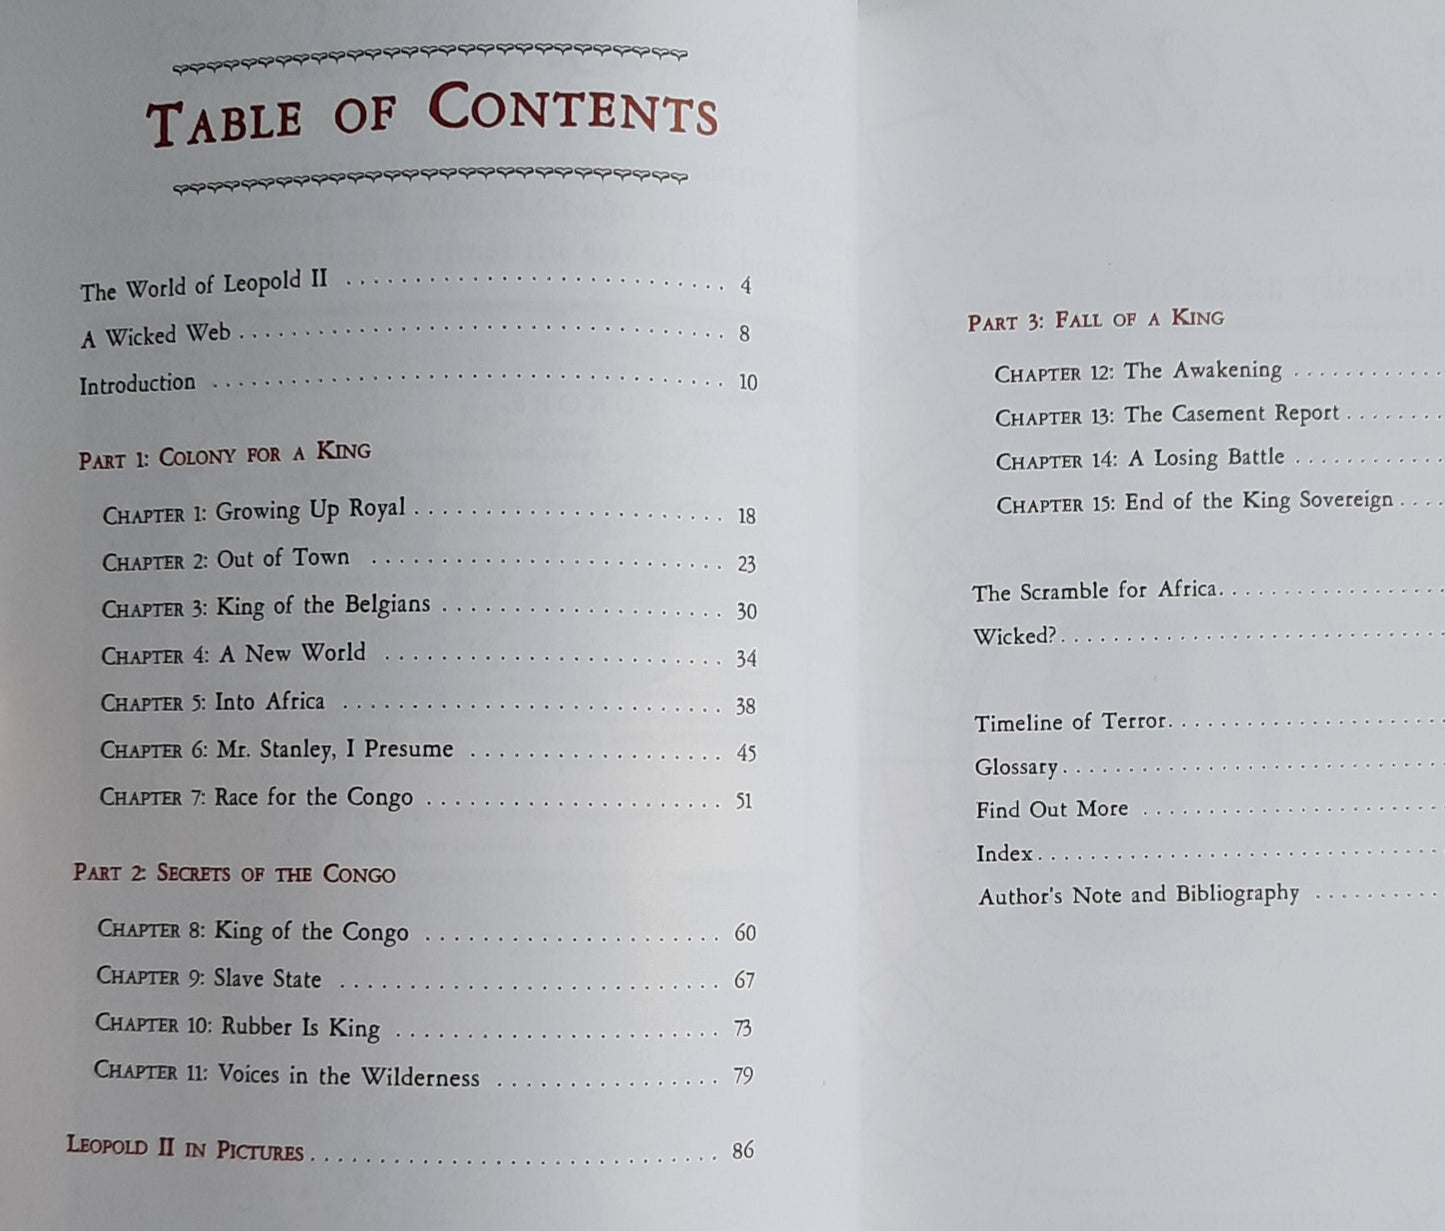 TABLE OF CONTENTS
The World of Leopold II . . . . . . . . . . . . . . . . . . . . . . . . . . . 4
A Wicked Web . . . . . . . . . . . . . . . . . . . . . . . . . . . . . . . . . . . 8
Introduction . . . . . . . . . . . . . . . . . . . . . . . . . . . . . . . . . . . . . 10
PART 1: COLONY FOR A KING
CHAPTER 1: Growing Up Royal . . . . . . . . . . . . . . . . . . . . . . 18
CHAPTER 2: Out of Town . . . . . . . . . . . . . . . . . . . . . . . . . 23
CHAPTER 3: King of the Belgians . . . . . . . . . . . . . . . . . . . . 30
CHAPTER 4: A New World . . . . . . . . . . . . . . . . . . . . . . . . 34
CHAPTER 5: Into Africa . . . . . . . . . . . . . . . . . . . . . . . . . . . 38
CHAPTER 6: Mr. Stanley, I Presume . . . . . . . . . . . . . . . . . . 45
CHAPTER 7: Race for the Congo . . . . . . . . . . . . . . . . . . . . . 51
PART 2: SECRETS OF THE CONGO
CHAPTER 8: King of the Congo . . . . . . . . . . . . . . . . . . . . . 60
CHAPTER 9: Slave State . . . . . . . . . . . . . . . . . . . . . . . . . . . 67
CHAPTER 10: Rubber Is King . . . . . . . . . . . . . . . . . . . . . . . 73
CHAPTER 11: Voices in the Wilderness . . . . . . . . . . . . . . . . 79
LEOPOLD II IN PICTURES . . . . . . . . . . . . . . . . . . . . . . . . . . . . . . 86
PART 3: FALL OF A KING
CHAPTER 12: The Awakening . . . . . . . . . . . .
CHAPTER 13: The Casement Report . . . . . . . .
CHAPTER 14: A Losing Battle . . . . . . . . . . . .
CHAPTER 15: End of the King Sovereign . . . .
The Scramble for Africa. . . . . . . . . . . . . . . . . .
Wicked? . . . . . . . . . . . . . . . . . . . . . . . . . . . . . .
Timeline of Terror. . . . . . . . . . . . . . . . . . . . . .
Glossary . . . . . . . . . . . . . . . . . . . . . . . . . . . . . .
Find Out More . . . . . . . . . . . . . . . . . . . . . . .
Index . . . . . . . . . . . . . . . . . . . . . . . . . . . . . . . .
Author's Note and Bibliography . . . . . . . . . .